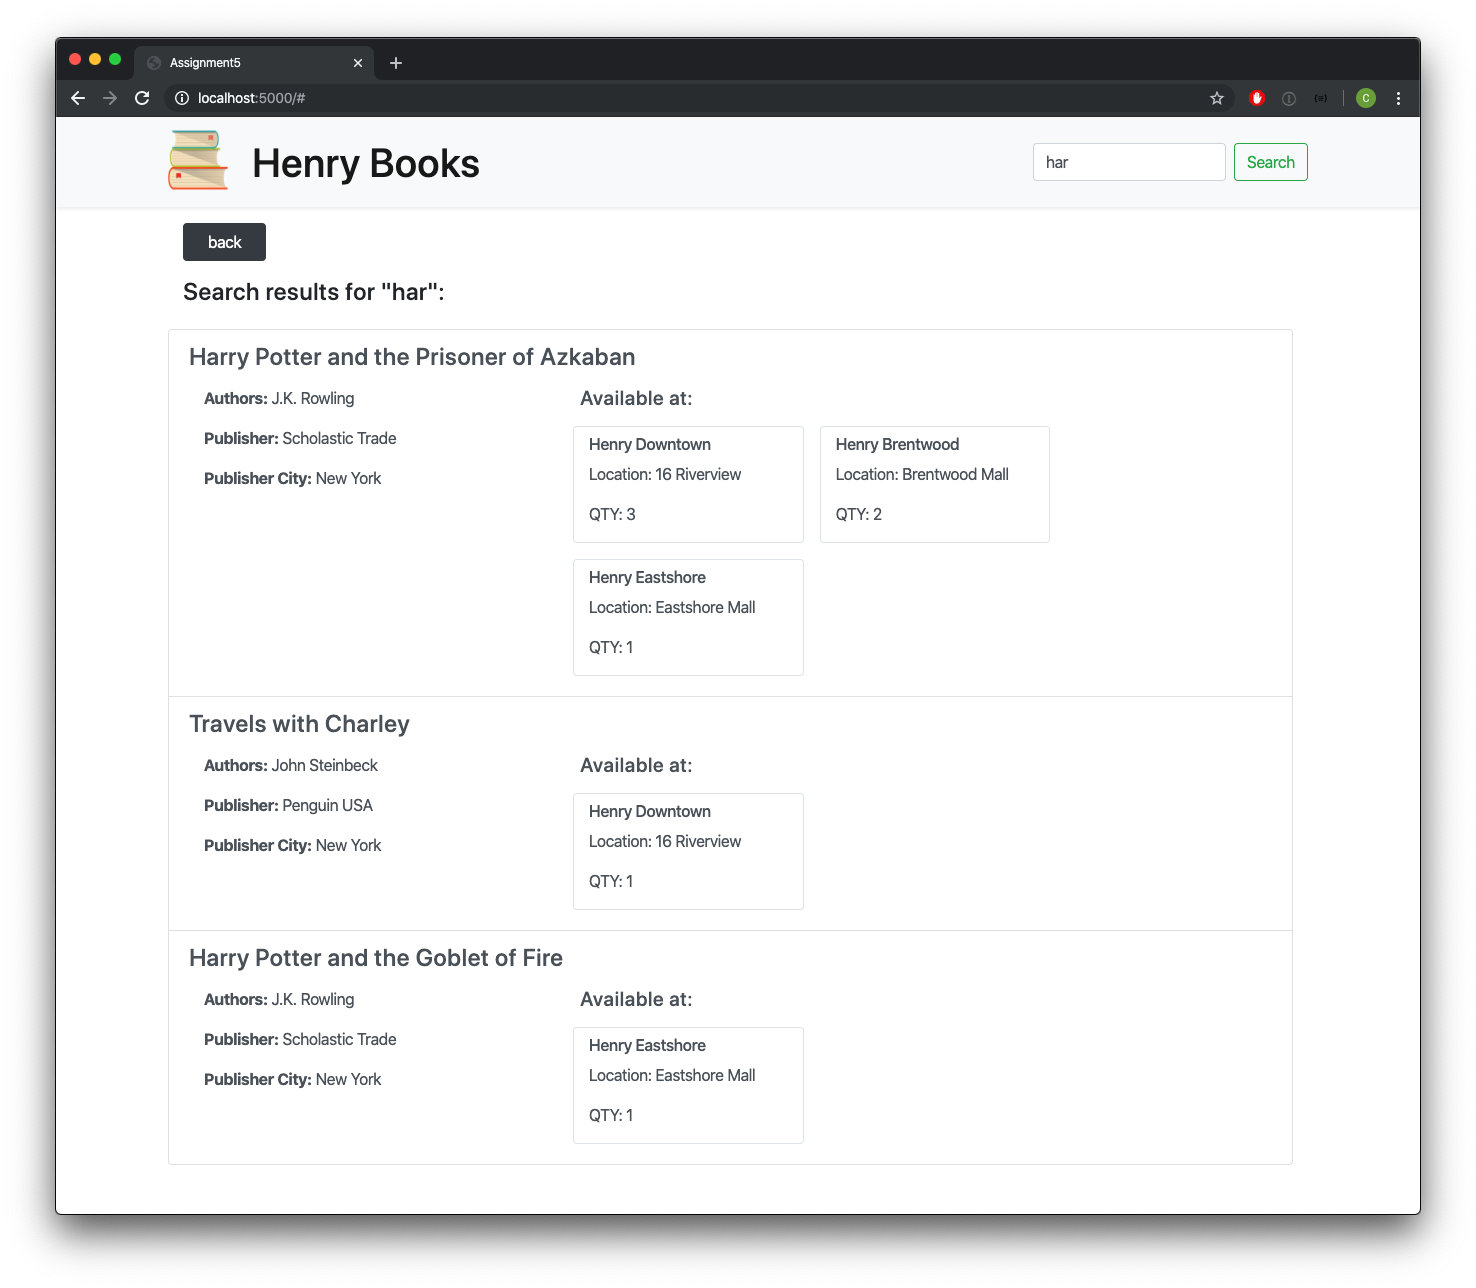 Assignment5
localhost:5000/#
C
Henry Books
har
Search
back
Search results for "har":
Harry Potter and the Prisoner of Azkaban
Authors: J.K. Rowling
Publisher: Scholastic Trade
Publisher City: New York
Available at:
Henry Downtown
Location: 16 Riverview
QTY: 3
Henry Brentwood
Location: Brentwood Mall
QTY: 2
Henry Eastshore
Location: Eastshore Mall
QTY: 1
Travels with Charley
Authors: John Steinbeck
Publisher: Penguin USA
Publisher City: New York
Available at:
Henry Downtown
Location: 16 Riverview
QTY: 1
Harry Potter and the Goblet of Fire
Authors: J.K. Rowling
Publisher: Scholastic Trade
Publisher City: New York
Available at:
Henry Eastshore
Location: Eastshore Mall
QTY: 1